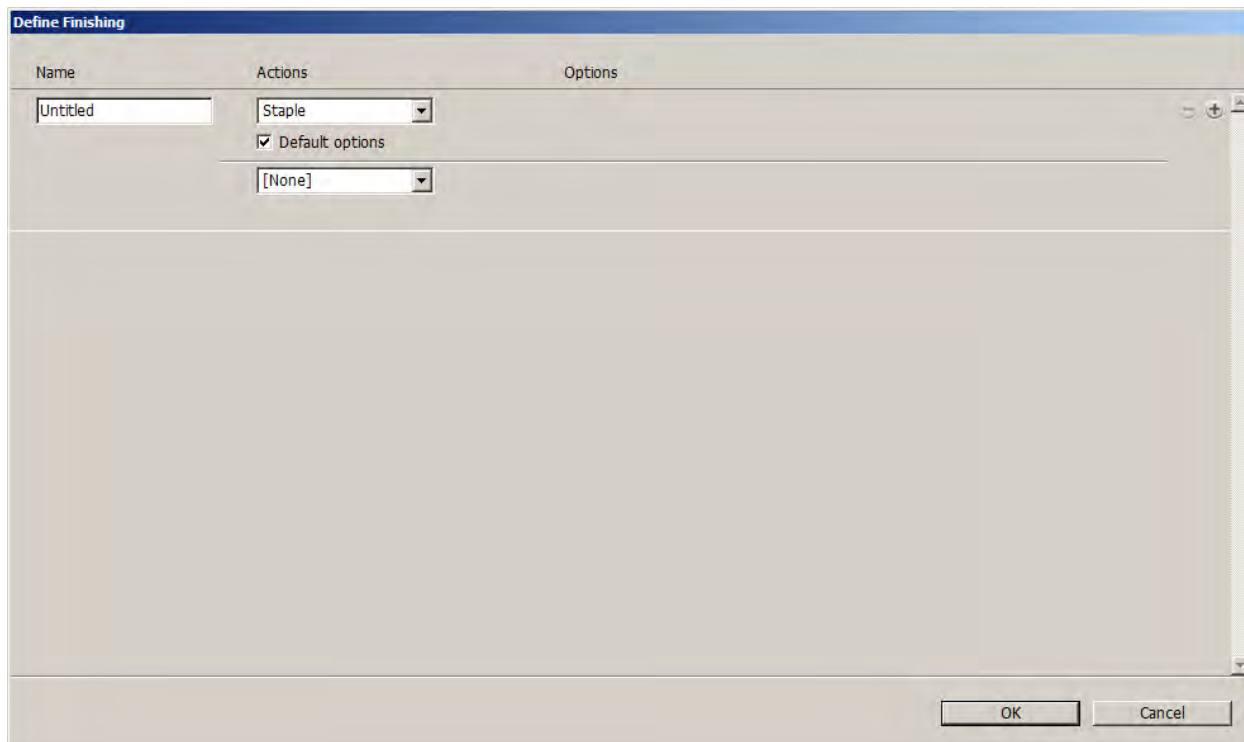 Define Finishing
Name Actions Options
Untitled Staple
Default options
[None]
OK Cancel